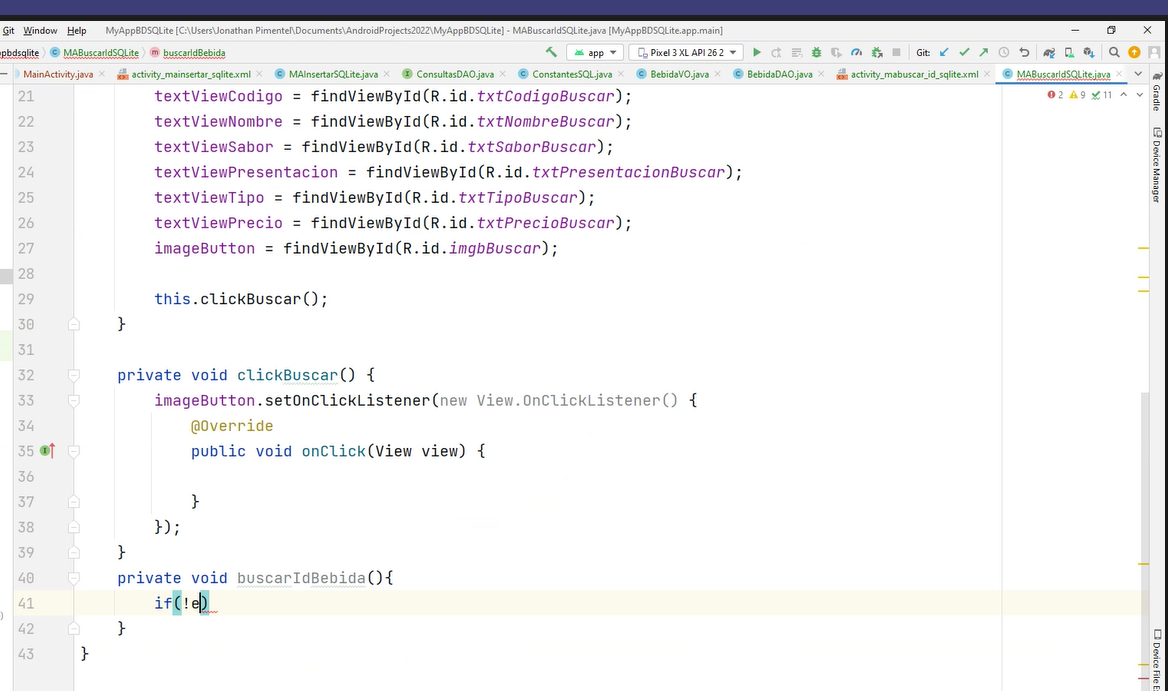 Git Window Help MyAppBDSQLite [C:\Users\Jonathan Pimentel\Documents\AndroidProjects2022\MyAppBDSQLite] - MABuscarIdSQLite.java [MyAppBDSQLite.app.main]
ppbdsqlite MABuscarIdSQLite buscarIdBebida app Pixel 3 XL API 26 2 Git:
MainActivity.java activity_mainsertar_sqlite.xml MAInsertarSQLite.java ConsultasDAO.java ConstantesSQL.java BebidaVO.java BebidaDAO.java activity_mabuscar_id_sqlite.xml MABuscarIdSQLite.java
2 9 11
21 textViewCodigo = findViewById(R.id.txtCodigoBuscar);
22 textViewNombre = findViewById(R.id.txtNombreBuscar);
23 textViewSabor = findViewById(R.id.txtSaborBuscar);
24 textViewPresentacion = findViewById(R.id.txtPresentacionBuscar);
25 textViewTipo = findViewById(R.id.txtTipoBuscar);
26 textViewPrecio = findViewById(R.id.txtPrecioBuscar);
27 imageButton = findViewById(R.id.imgbBuscar);
28
29 this.clickBuscar();
30 }
31
32 private void clickBuscar() {
33 imageButton.setOnClickListener(new View.OnClickListener() {
34 @Override
35 public void onClick(View view) {
36
37 }
38 });
39 }
40 private void buscarIdBebida(){
41 if(!e)
42 }
43 }
Gradle
Device Manager
Device File E